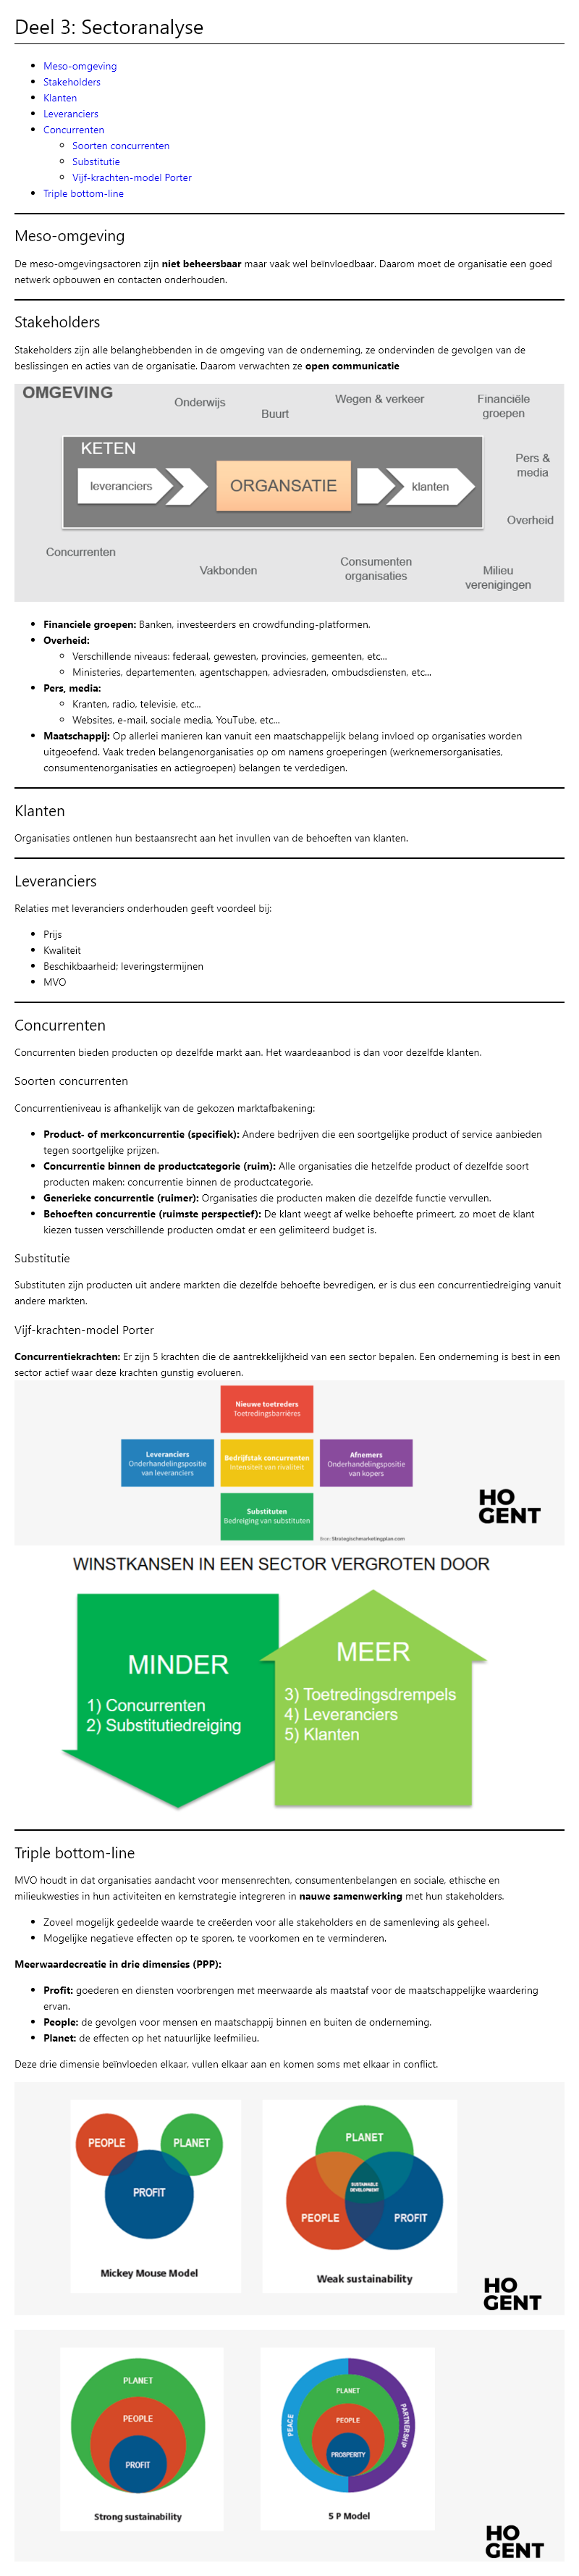 Deel 3: Sectoranalyse
Meso-omgeving
Stakeholders
Klanten
Leveranciers
Concurrenten
Soorten concurrenten
Substitutie
Vijf-krachten-model Porter
Triple bottom-line
Meso-omgeving
De meso-omgevingsactoren zijn niet beheersbaar maar vaak wel beïnvloedbaar. Daarom moet de organisatie een goed
netwerk opbouwen en contacten onderhouden.
Stakeholders
Stakeholders zijn alle belanghebbenden in de omgeving van de onderneming, ze ondervinden de gevolgen van de
beslissingen en acties van de organisatie. Daarom verwachten ze open communicatie
OMGEVING
Onderwijs
Buurt
Wegen & verkeer
Financiële
groepen
KETEN
leveranciers
ORGANSATIE
klanten
Pers &
media
Overheid
Concurrenten
Vakbonden
Consumenten
organisaties
Milieu
verenigingen
Financiele groepen: Banken, investeerders en crowdfunding-platformen.
Overheid:
Verschillende niveaus: federaal, gewesten, provincies, gemeenten, etc...
Ministeries, departementen, agentschappen, adviesraden, ombudsdiensten, etc...
Pers, media:
Kranten, radio, televisie, etc...
Websites, e-mail, sociale media, YouTube, etc...
Maatschappij: Op allerlei manieren kan vanuit een maatschappelijk belang invloed op organisaties worden
uitgeoefend. Vaak treden belangenorganisaties op om namens groeperingen (werknemersorganisaties,
consumentenorganisaties en actiegroepen) belangen te verdedigen.
Klanten
Organisaties ontlenen hun bestaansrecht aan het invullen van de behoeften van klanten.
Leveranciers
Relaties met leveranciers onderhouden geeft voordeel bij:
Prijs
Kwaliteit
Beschikbaarheid; leveringstermijnen
MVO
Concurrenten
Concurrenten bieden producten op dezelfde markt aan. Het waardeaanbod is dan voor dezelfde klanten.
Soorten concurrenten
Concurrentieniveau is afhankelijk van de gekozen marktafbakening:
Product- of merkconcurrentie (specifiek): Andere bedrijven die een soortgelijke product of service aanbieden
tegen soortgelijke prijzen.
Concurrentie binnen de productcategorie (ruim): Alle organisaties die hetzelfde product of dezelfde soort
producten maken: concurrentie binnen de productcategorie.
Generieke concurrentie (ruimer): Organisaties die producten maken die dezelfde functie vervullen.
Behoeften concurrentie (ruimste perspectief): De klant weegt af welke behoefte primeert, zo moet de klant
kiezen tussen verschillende producten omdat er een gelimiteerd budget is.
Substitutie
Substituten zijn producten uit andere markten die dezelfde behoefte bevredigen, er is dus een concurrentiedreiging vanuit
andere markten.
Vijf-krachten-model Porter
Concurrentiekrachten: Er zijn 5 krachten die de aantrekkelijkheid van een sector bepalen. Een onderneming is best in een
sector actief waar deze krachten gunstig evolueren.
Nieuwe toetreders
Toetredingsbarrières
Leveranciers
Onderhandelingspositie
van leveranciers
Bedrijfstak concurrenten
Intensiteit van rivaliteit
Afnemers
Onderhandelingspositie
van kopers
Substituten
Bedreiging van substituten
Bron: Strategischmarketingplan.com
HO
GENT
WINSTKANSEN IN EEN SECTOR VERGROTEN DOOR
MINDER
1) Concurrenten
2) Substitutiedreiging
MEER
3) Toetredingsdrempels
4) Leveranciers
5) Klanten
Triple bottom-line
MVO houdt in dat organisaties aandacht voor mensenrechten, consumentenbelangen en sociale, ethische en
milieukwesties in hun activiteiten en kernstrategie integreren in nauwe samenwerking met hun stakeholders.
Zoveel mogelijk gedeelde waarde te creëerden voor alle stakeholders en de samenleving als geheel.
Mogelijke negatieve effecten op te sporen, te voorkomen en te verminderen.
Meerwaardecreatie in drie dimensies (PPP):
Profit: goederen en diensten voorbrengen met meerwaarde als maatstaf voor de maatschappelijke waardering
ervan.
People: de gevolgen voor mensen en maatschappij binnen en buiten de onderneming.
Planet: de effecten op het natuurlijke leefmilieu.
Deze drie dimensie beïnvloeden elkaar, vullen elkaar aan en komen soms met elkaar in conflict.
PEOPLE
PLANET
PROFIT
Mickey Mouse Model
PLANET
SUSTAINABLE
DEVELOPMENT
PEOPLE
PROFIT
Weak sustainability
HO
GENT
PLANET
PEOPLE
PROFIT
Strong sustainability
PEACE
PLANET
PEOPLE
PROSPERITY
PARTNERSHIP
5 P Model
HO
GENT